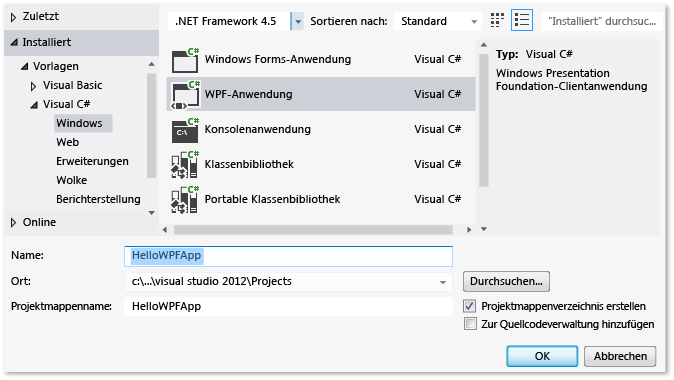 Zuletzt
Installiert
Vorlagen
Visual Basic
Visual C#
Windows
Web
Erweiterungen
Wolke
Berichterstellung
Online
.NET Framework 4.5
Sortieren nach:
Standard
"Installiert" durchsuc...
C# Windows Forms-Anwendung Visual C#
C# WPF-Anwendung Visual C#
C# C:\ Konsolenanwendung Visual C#
C# Klassenbibliothek Visual C#
C# Portable Klassenbibliothek Visual C#
Typ: Visual C#
Windows Presentation
Foundation-Clientanwendung
Name: HelloWPFApp
Ort: c:\...\visual studio 2012\Projects Durchsuchen...
Projektmappenname: HelloWPFApp
Projektmappenverzeichnis erstellen
Zur Quellcodeverwaltung hinzufügen
OK Abbrechen